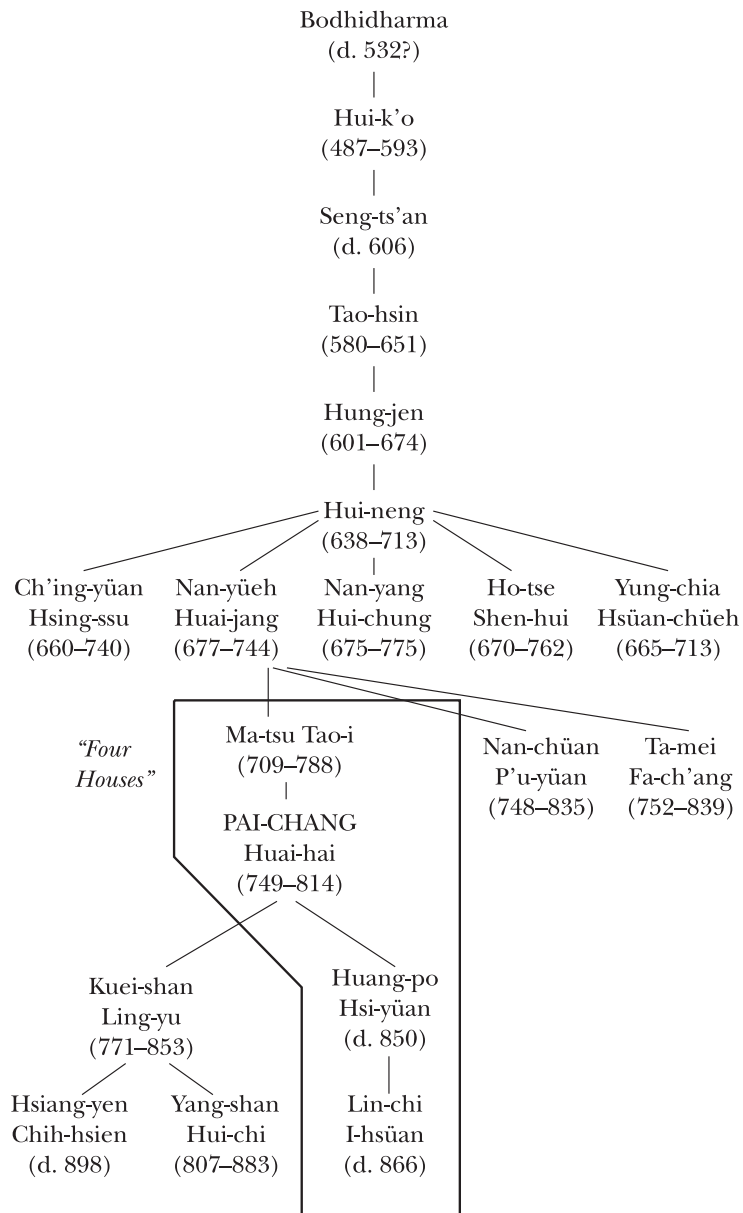 Bodhidharma
(d. 532?)
Hui-k’o
(487–593)
Seng-ts’an
(d. 606)
Tao-hsin
(580–651)
Hung-jen
(601–674)
Hui-neng
(638–713)
Ch’ing-yüan
Hsing-ssu
(660–740)
Nan-yüeh
Huai-jang
(677–744)
Nan-yang
Hui-chung
(675–775)
Ho-tse
Shen-hui
(670–762)
Yung-chia
Hsüan-chüeh
(665–713)
“Four
Houses”
Ma-tsu Tao-i
(709–788)
Nan-chüan
P’u-yüan
(748–835)
Ta-mei
Fa-ch’ang
(752–839)
PAI-CHANG
Huai-hai
(749–814)
Kuei-shan
Ling-yu
(771–853)
Huang-po
Hsi-yüan
(d. 850)
Hsiang-yen
Chih-hsien
(d. 898)
Yang-shan
Hui-chi
(807–883)
Lin-chi
I-hsüan
(d. 866)